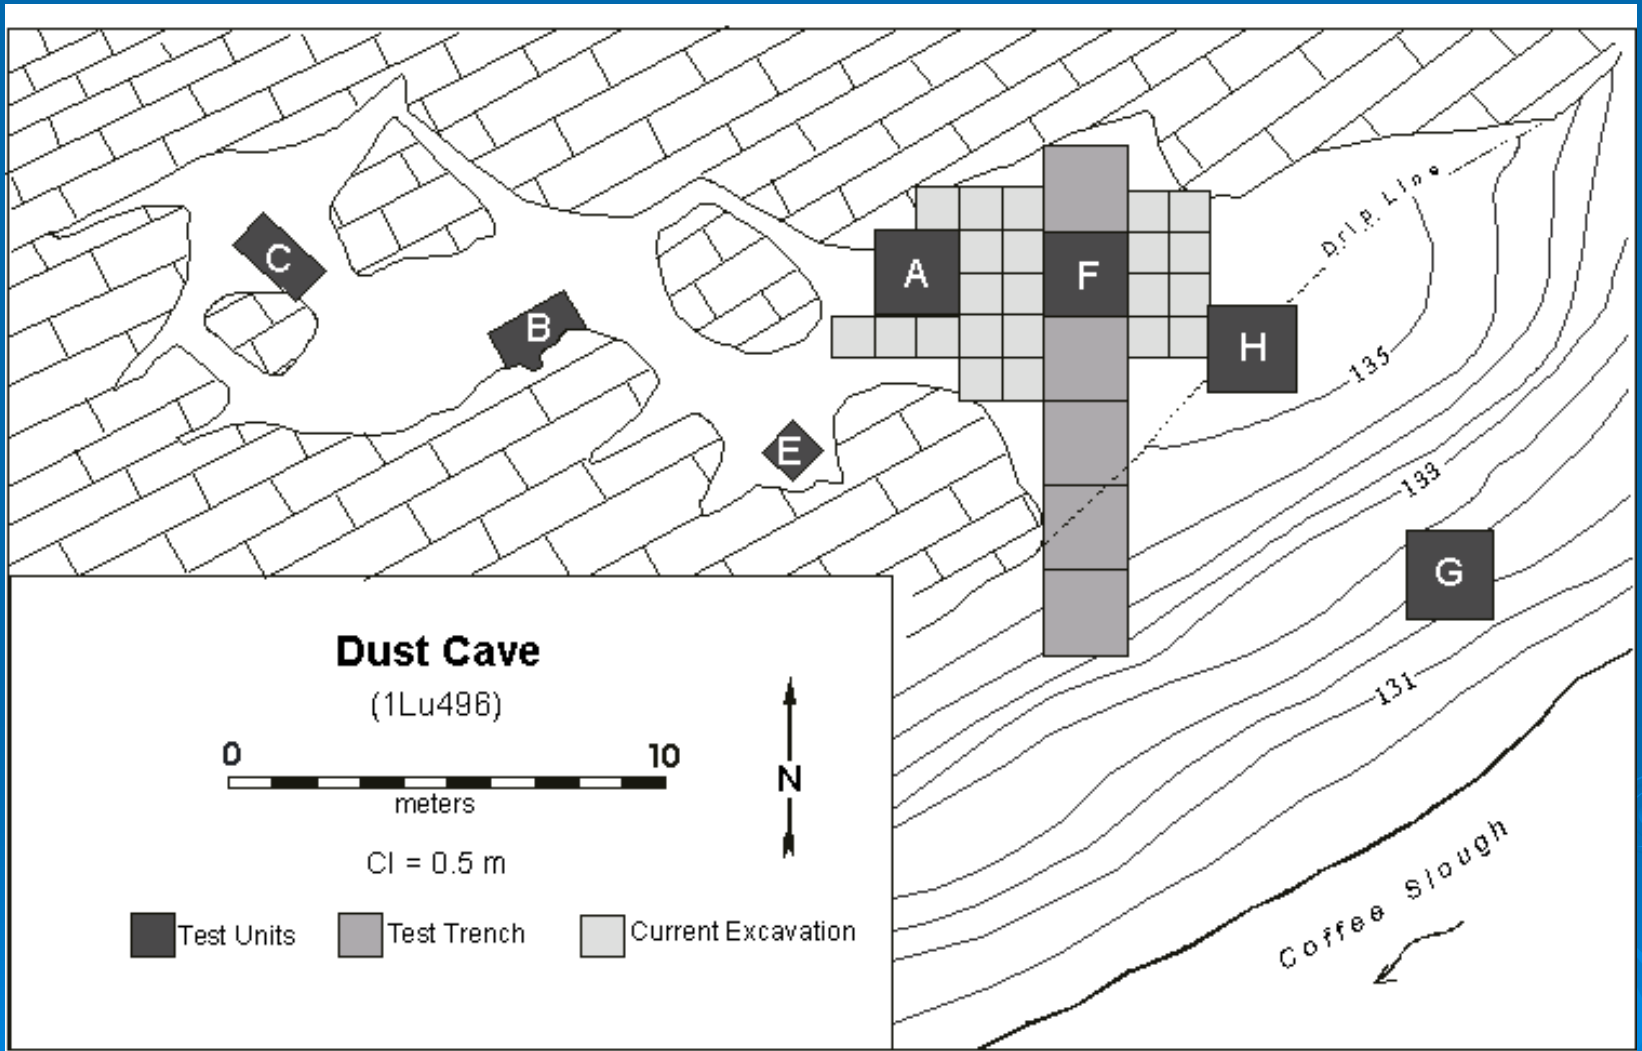 Drip Line
C
A
F
B
H
135
E
133
G
Dust Cave
(1Lu496)
131
0 10
meters
N
CI = 0.5 m
Coffee Slough
Test Units
Test Trench
Current Excavation